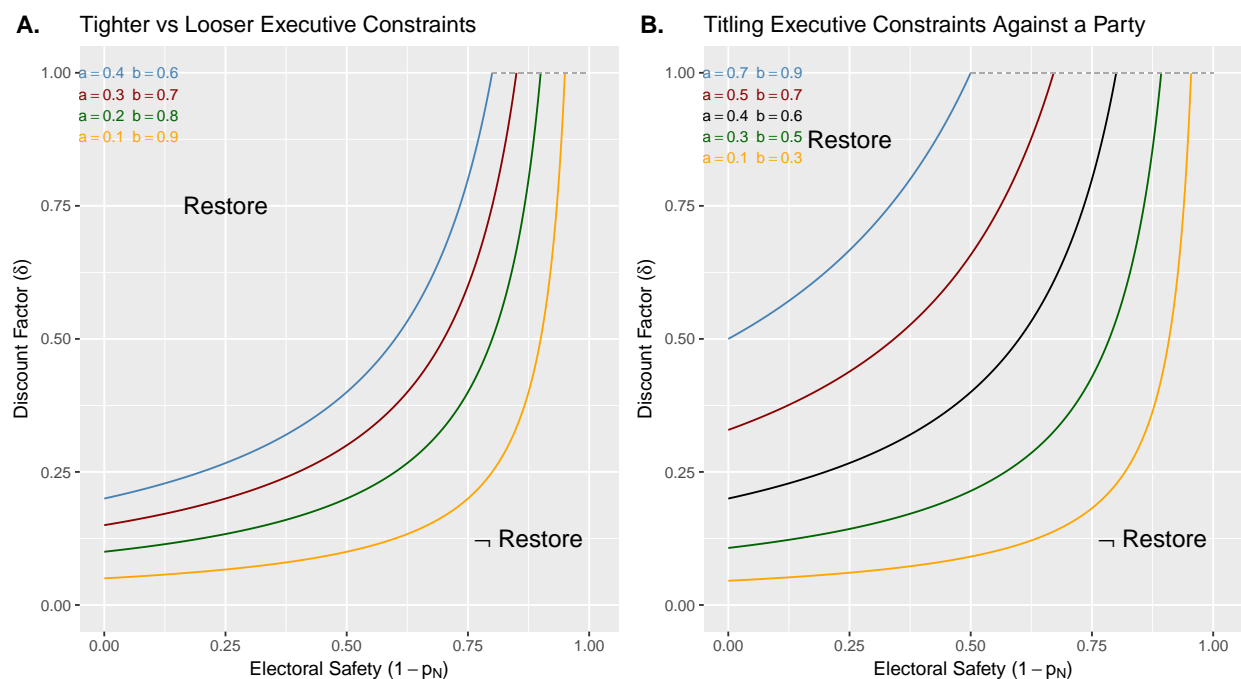 A. Tighter vs Looser Executive Constraints
1.00
0.75
0.50
0.25
0.00
Discount Factor (δ)
a = 0.4 b = 0.6
a = 0.3 b = 0.7
a = 0.2 b = 0.8
a = 0.1 b = 0.9
Restore
¬ Restore
0.00 0.25 0.50 0.75 1.00
Electoral Safety (1 − pN)
B. Titling Executive Constraints Against a Party
1.00
0.75
0.50
0.25
0.00
Discount Factor (δ)
a = 0.7 b = 0.9
a = 0.5 b = 0.7
a = 0.4 b = 0.6
a = 0.3 b = 0.5
a = 0.1 b = 0.3
Restore
¬ Restore
0.00 0.25 0.50 0.75 1.00
Electoral Safety (1 − pN)